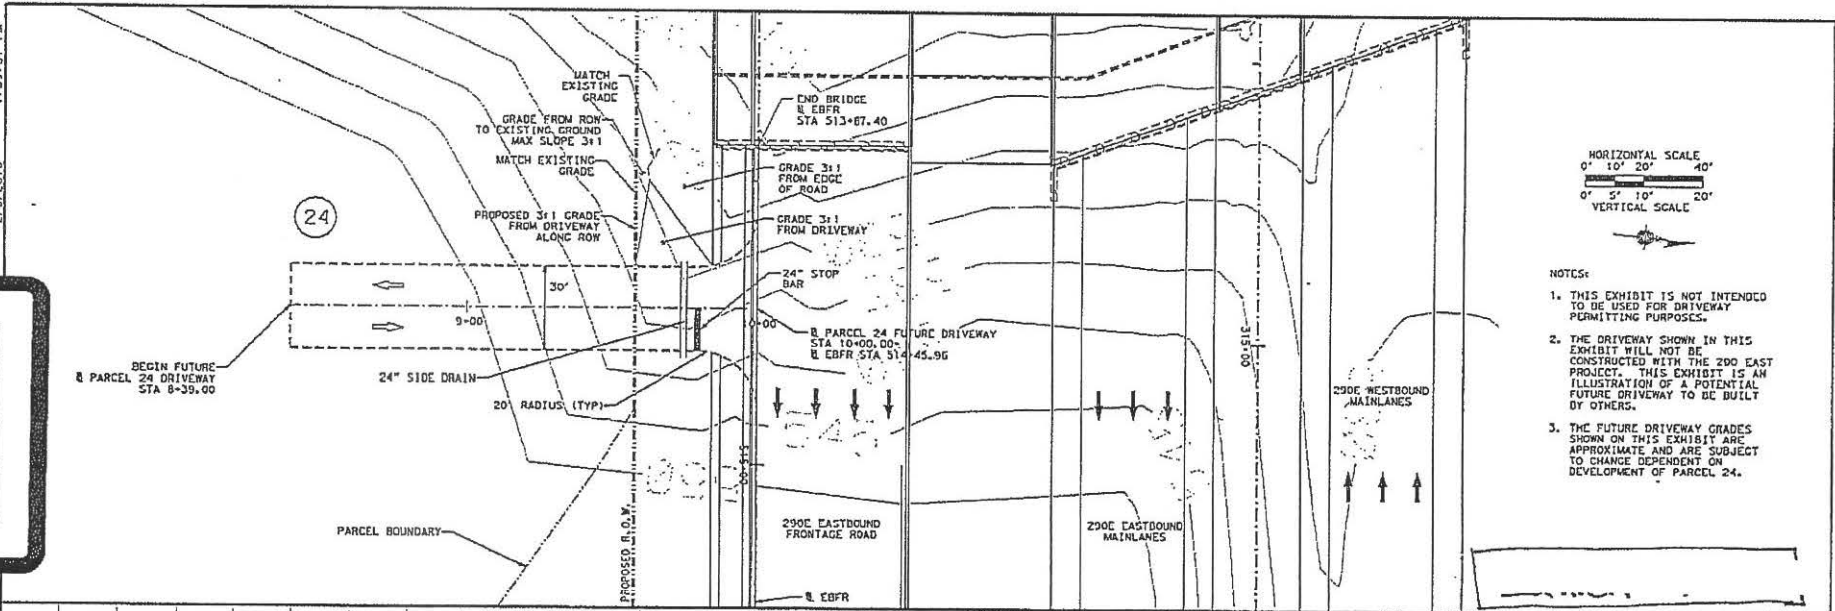 MATCH
EXISTING
GRADE
GRADE FROM ROW
TO EXISTING GROUND
MAX SLOPE 3:1
MATCH EXISTING
GRADE
PROPOSED 3:1 GRADE
FROM DRIVEWAY
ALONG ROW
24
END BRIDGE
℄ EBFR
STA 513+67.40
GRADE 3:1
FROM EDGE
OF ROAD
GRADE 3:1
FROM DRIVEWAY
24" STOP
BAR
30'
9+00
10+00
℄ PARCEL 24 FUTURE DRIVEWAY
STA 10+00.00=
℄ EBFR STA 514+45.96
BEGIN FUTURE
℄ PARCEL 24 DRIVEWAY
STA 8+39.00
24" SIDE DRAIN
20' RADIUS (TYP)
315+00
515+00
PARCEL BOUNDARY
PROPOSED R.O.W.
290E EASTBOUND
FRONTAGE ROAD
℄ EBFR
290E EASTBOUND
MAINLANES
290E WESTBOUND
MAINLANES
HORIZONTAL SCALE
0' 10' 20' 40'
0' 5' 10' 20'
VERTICAL SCALE
NOTES:
1. THIS EXHIBIT IS NOT INTENDED
TO BE USED FOR DRIVEWAY
PERMITTING PURPOSES.
2. THE DRIVEWAY SHOWN IN THIS
EXHIBIT WILL NOT BE
CONSTRUCTED WITH THE 290 EAST
PROJECT. THIS EXHIBIT IS AN
ILLUSTRATION OF A POTENTIAL
FUTURE DRIVEWAY TO BE BUILT
BY OTHERS.
3. THE FUTURE DRIVEWAY GRADES
SHOWN ON THIS EXHIBIT ARE
APPROXIMATE AND ARE SUBJECT
TO CHANGE DEPENDENT ON
DEVELOPMENT OF PARCEL 24.